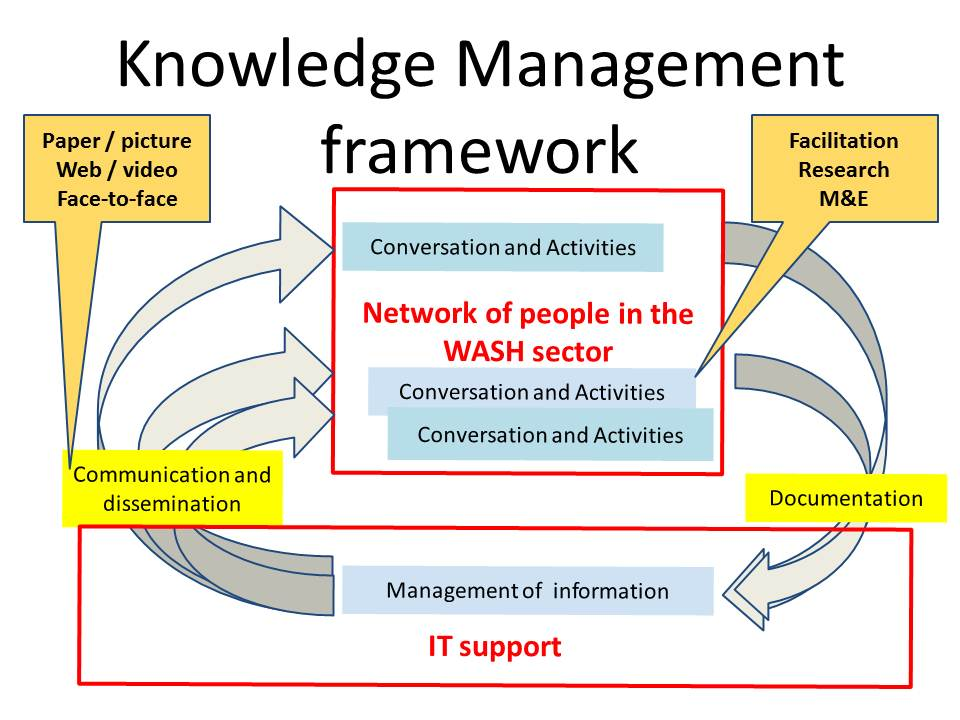 Knowledge Management
framework
Paper / picture
Web / video
Face-to-face
Facilitation
Research
M&E
Conversation and Activities
Network of people in the
WASH sector
Conversation and Activities
Conversation and Activities
Communication and
dissemination
Documentation
Management of information
IT support